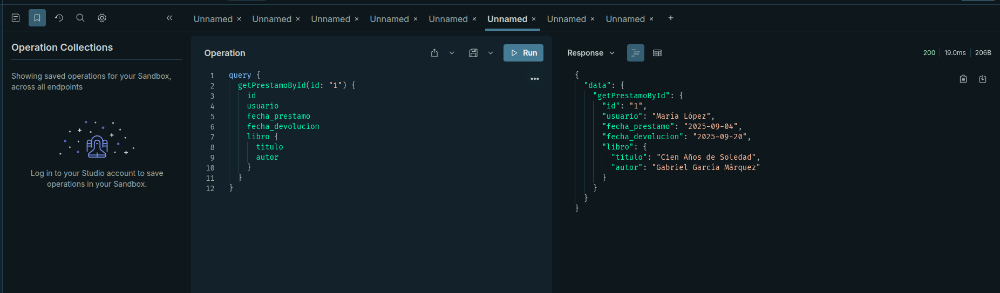 Unnamed × Unnamed × Unnamed × Unnamed × Unnamed × Unnamed × Unnamed × Unnamed × +
Operation Collections
Showing saved operations for your Sandbox,
across all endpoints
Log in to your Studio account to save
operations in your Sandbox.
Operation
Run
1 query {
2 getPrestamoById(id: "1") {
3 id
4 usuario
5 fecha_prestamo
6 fecha_devolucion
7 libro {
8 titulo
9 autor
10 }
11 }
12 }
Response
200 19.0ms 206B
{
"data": {
"getPrestamoById": {
"id": "1",
"usuario": "María López",
"fecha_prestamo": "2025-09-04",
"fecha_devolucion": "2025-09-20",
"libro": {
"titulo": "Cien Años de Soledad",
"autor": "Gabriel García Márquez"
}
}
}
}